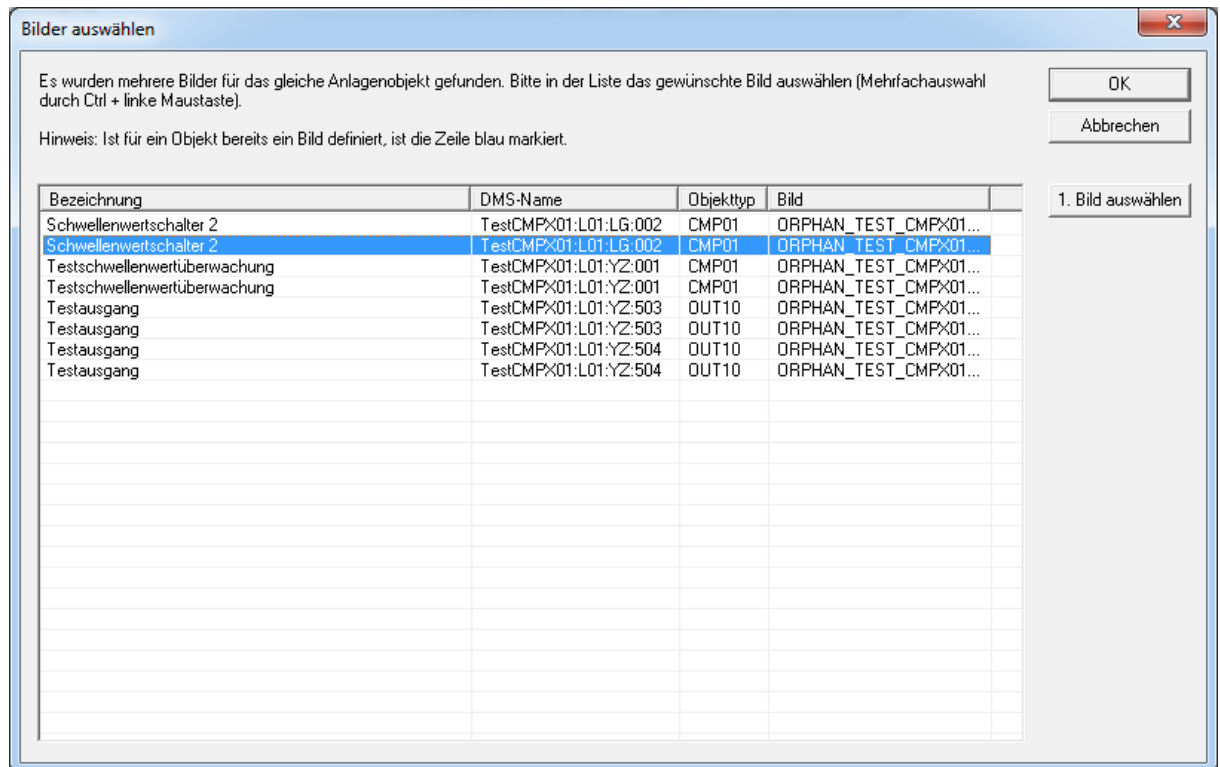 Bilder auswählen
Es wurden mehrere Bilder für das gleiche Anlagenobjekt gefunden. Bitte in der Liste das gewünschte Bild auswählen (Mehrfachauswahl
durch Ctrl + linke Maustaste).
OK
Abbrechen
Hinweis: Ist für ein Objekt bereits ein Bild definiert, ist die Zeile blau markiert.
Bezeichnung DMS-Name Objekttyp Bild
1. Bild auswählen
Schwellenwertschalter 2 TestCMPX01:L01:LG:002 CMP01 ORPHAN_TEST_CMPX01...
Schwellenwertschalter 2 TestCMPX01:L01:LG:002 CMP01 ORPHAN_TEST_CMPX01...
Testschwellenwertüberwachung TestCMPX01:L01:YZ:001 CMP01 ORPHAN_TEST_CMPX01...
Testschwellenwertüberwachung TestCMPX01:L01:YZ:001 CMP01 ORPHAN_TEST_CMPX01...
Testausgang TestCMPX01:L01:YZ:503 OUT10 ORPHAN_TEST_CMPX01...
Testausgang TestCMPX01:L01:YZ:503 OUT10 ORPHAN_TEST_CMPX01...
Testausgang TestCMPX01:L01:YZ:504 OUT10 ORPHAN_TEST_CMPX01...
Testausgang TestCMPX01:L01:YZ:504 OUT10 ORPHAN_TEST_CMPX01...